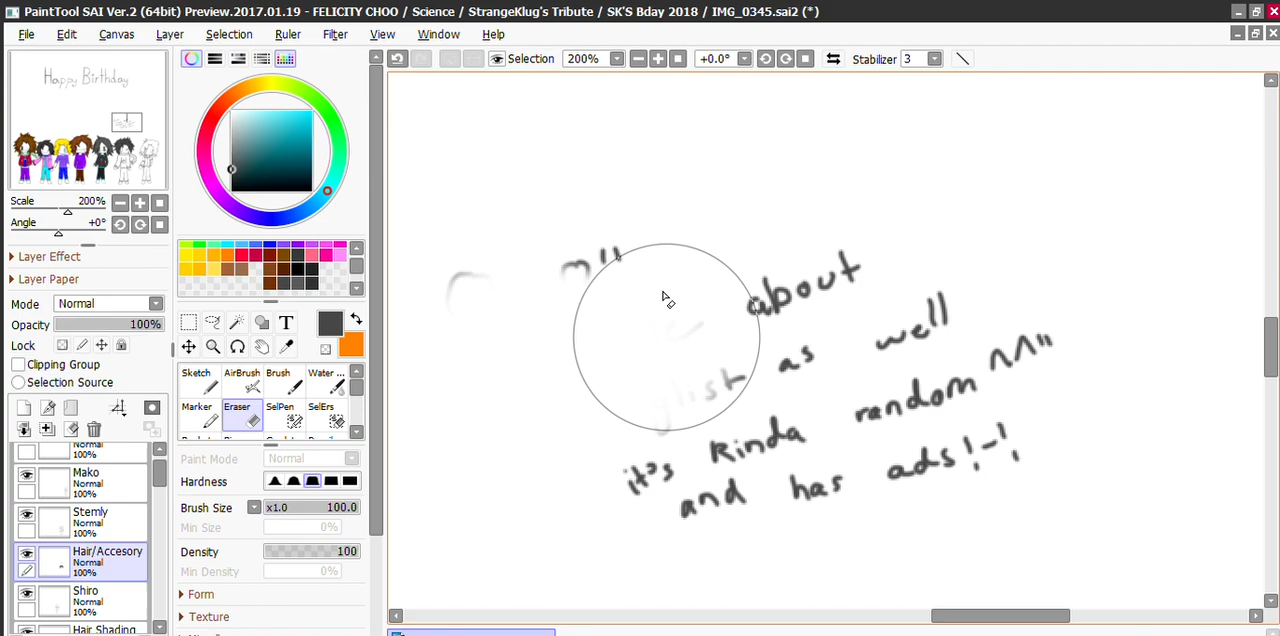 PaintTool SAI Ver.2 (64bit) Preview.2017.01.19 - FELICITY CHOO / Science / StrangeKlug's Tribute / SK'S Bday 2018 / IMG_0345.sai2 (*)
File Edit Canvas Layer Selection Ruler Filter View Window Help
Selection 200% +0.0° Stabilizer 3
Happy Birthday
Scale 200%
Angle +0°
Layer Effect
Layer Paper
Mode Normal
Opacity 100%
Lock
Clipping Group
Selection Source
Normal
100%
Mako
Normal
100%
Stemly
Normal
100%
Hair/Accesory
Normal
100%
Shiro
Normal
100%
Hair Shading
T
Sketch AirBrush Brush Water ...
Marker Eraser SelPen SelErs
Paint Mode Normal
Hardness
Brush Size x1.0 100.0
Min Size 0%
Density 100
Min Density 0%
Form
Texture
about
list as well
it's kinda random ^^"
and has ads!-!